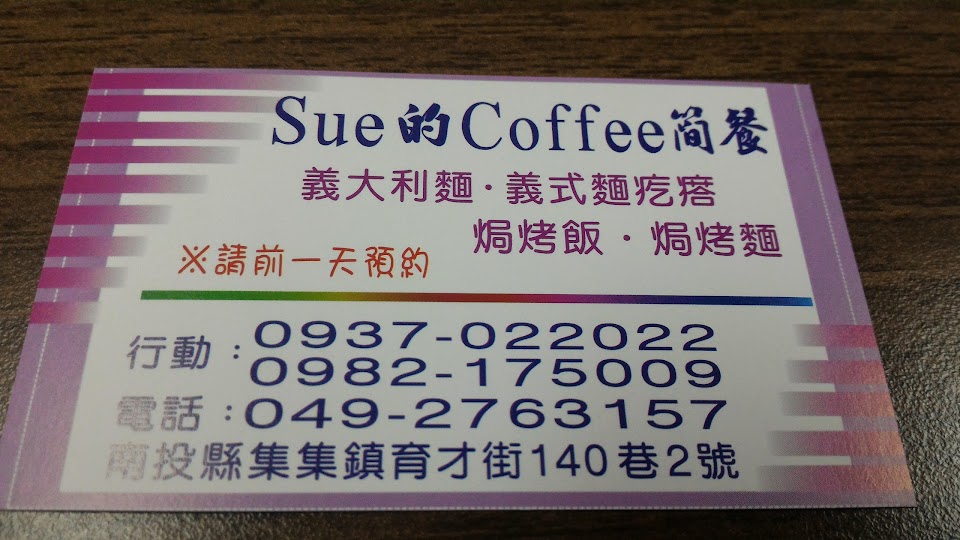 Sue的Coffee簡餐
義大利麵·義式麵疙瘩
焗烤飯·焗烤麵
※請前一天預約
行動：0937-022022
0982-175009
電話：049-2763157
南投縣集集鎮育才街140巷2號